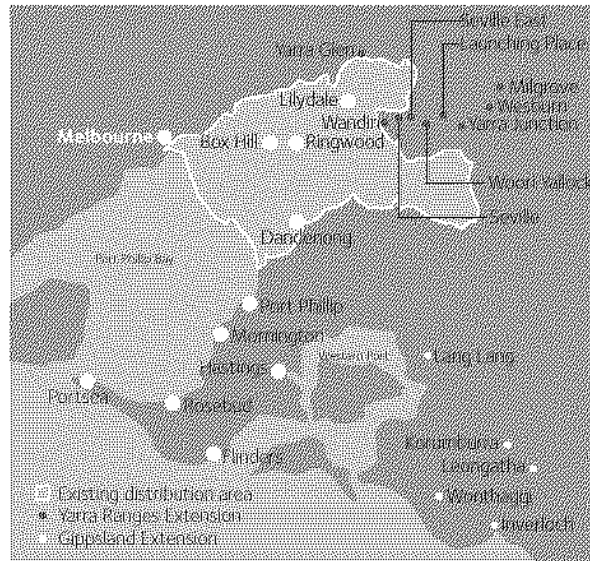 Seville East
Launching Place
Yarra Glen
Milgrove
Lilydale
Wesburn
Wandin
Yarra Junction
Melbourne
Box Hill
Ringwood
Woori Yallock
Seville
Dandenong
Port Phillip Bay
Port Phillip
Mornington
Western Port
Lang Lang
Hastings
Portsea
Rosebud
Korumburra
Flinders
Leongatha
Existing distribution area
Wonthaggi
Yarra Ranges Extension
Inverloch
Gippsland Extension